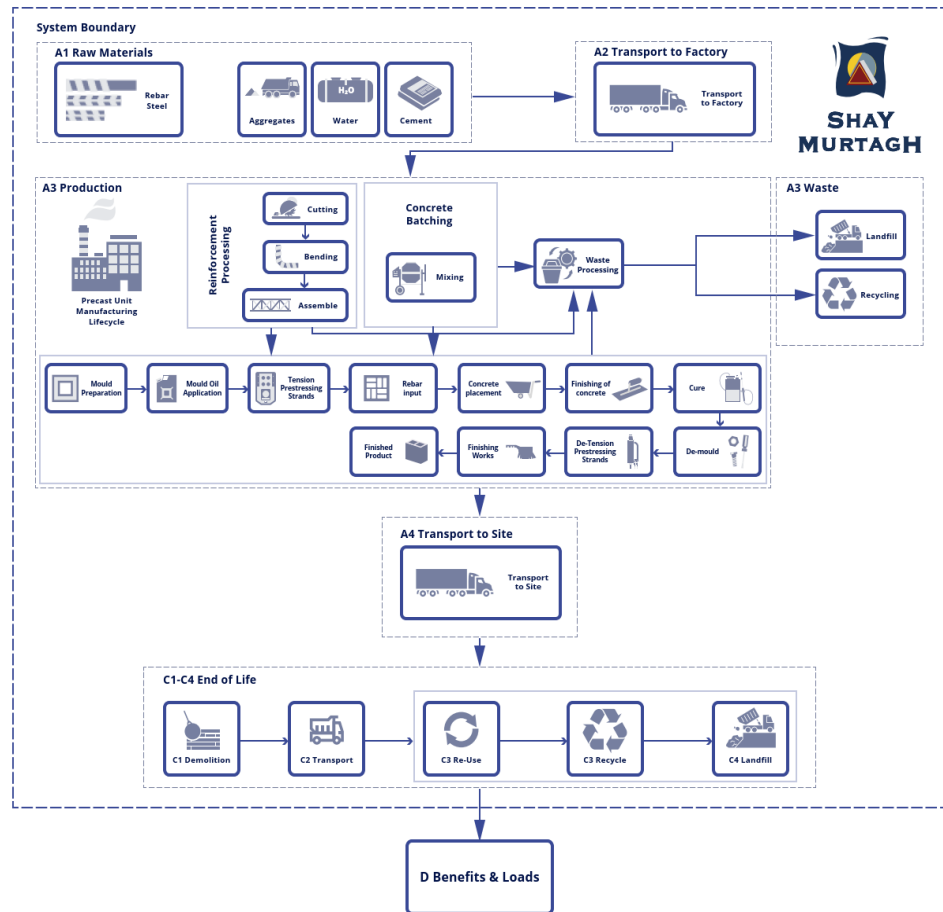 System Boundary
A1 Raw Materials
Rebar
Steel
Aggregates
H₂O
Water
Cement
A2 Transport to Factory
Transport
to Factory
SHAY
MURTAGH
A3 Production
Precast Unit
Manufacturing
Lifecycle
Reinforcement
Processing
Cutting
Bending
Assemble
Concrete
Batching
Mixing
Waste
Processing
A3 Waste
Landfill
Recycling
Mould
Preparation
Mould Oil
Application
Tension
Prestressing
Strands
Rebar
input
Concrete
placement
Finishing of
concrete
Cure
Finished
Product
Finishing
Works
De-Tension
Prestressing
Strands
De-mould
A4 Transport to Site
Transport
to Site
C1-C4 End of Life
C1 Demolition
C2 Transport
C3 Re-Use
C3 Recycle
C4 Landfill
D Benefits & Loads